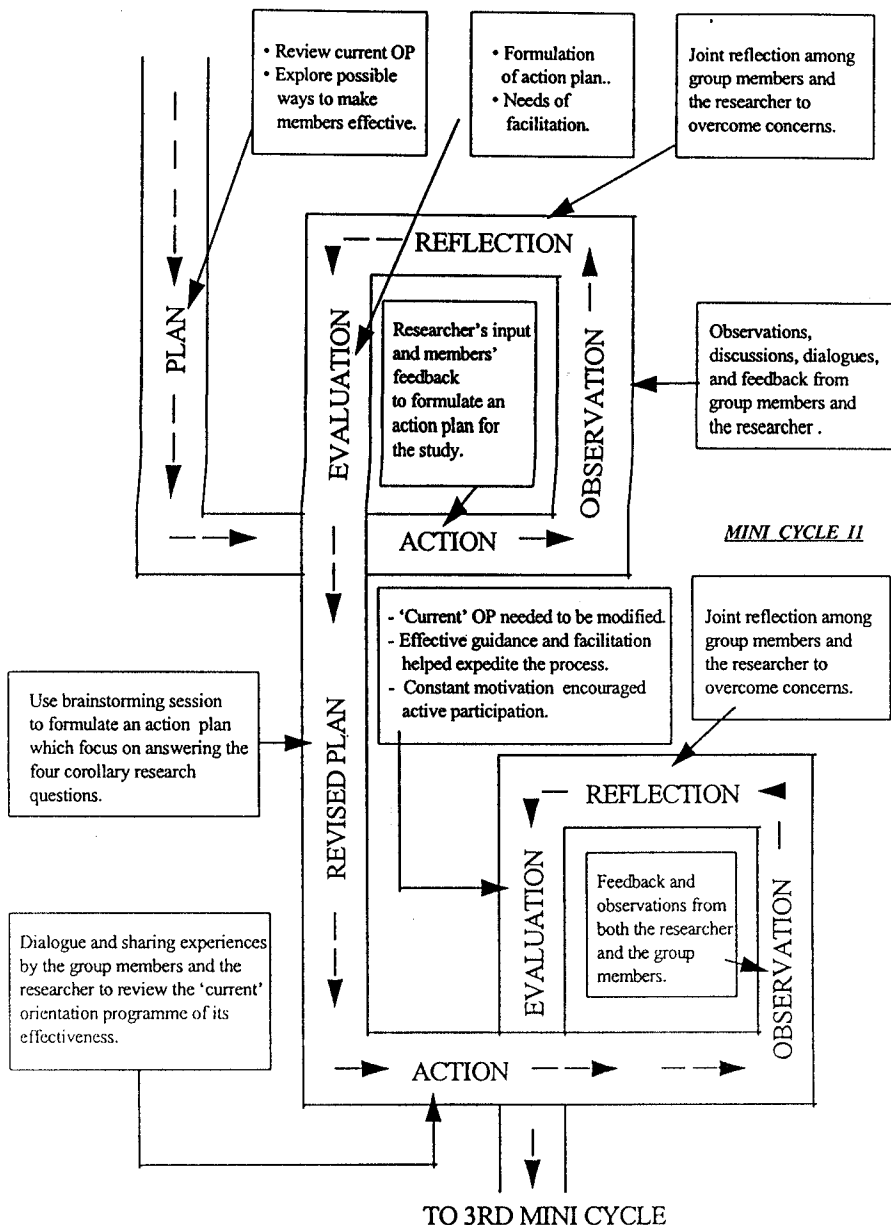 • Review current OP
• Explore possible
ways to make
members effective.
• Formulation
of action plan..
• Needs of
facilitation.
Joint reflection among
group members and
the researcher to
overcome concerns.
REFLECTION
PLAN
EVALUATION
Researcher's input
and members'
feedback
to formulate an
action plan for
the study.
OBSERVATION
Observations,
discussions, dialogues,
and feedback from
group members and
the researcher .
ACTION
MINI CYCLE 11
- 'Current' OP needed to be modified.
- Effective guidance and facilitation
helped expedite the process.
- Constant motivation encouraged
active participation.
Joint reflection among
group members and
the researcher to
overcome concerns.
Use brainstorming session
to formulate an action plan
which focus on answering the
four corollary research
questions.
REVISED PLAN
REFLECTION
EVALUATION
Feedback and
observations from
both the researcher
and the group
members.
OBSERVATION
Dialogue and sharing experiences
by the group members and the
researcher to review the 'current'
orientation programme of its
effectiveness.
ACTION
TO 3RD MINI CYCLE